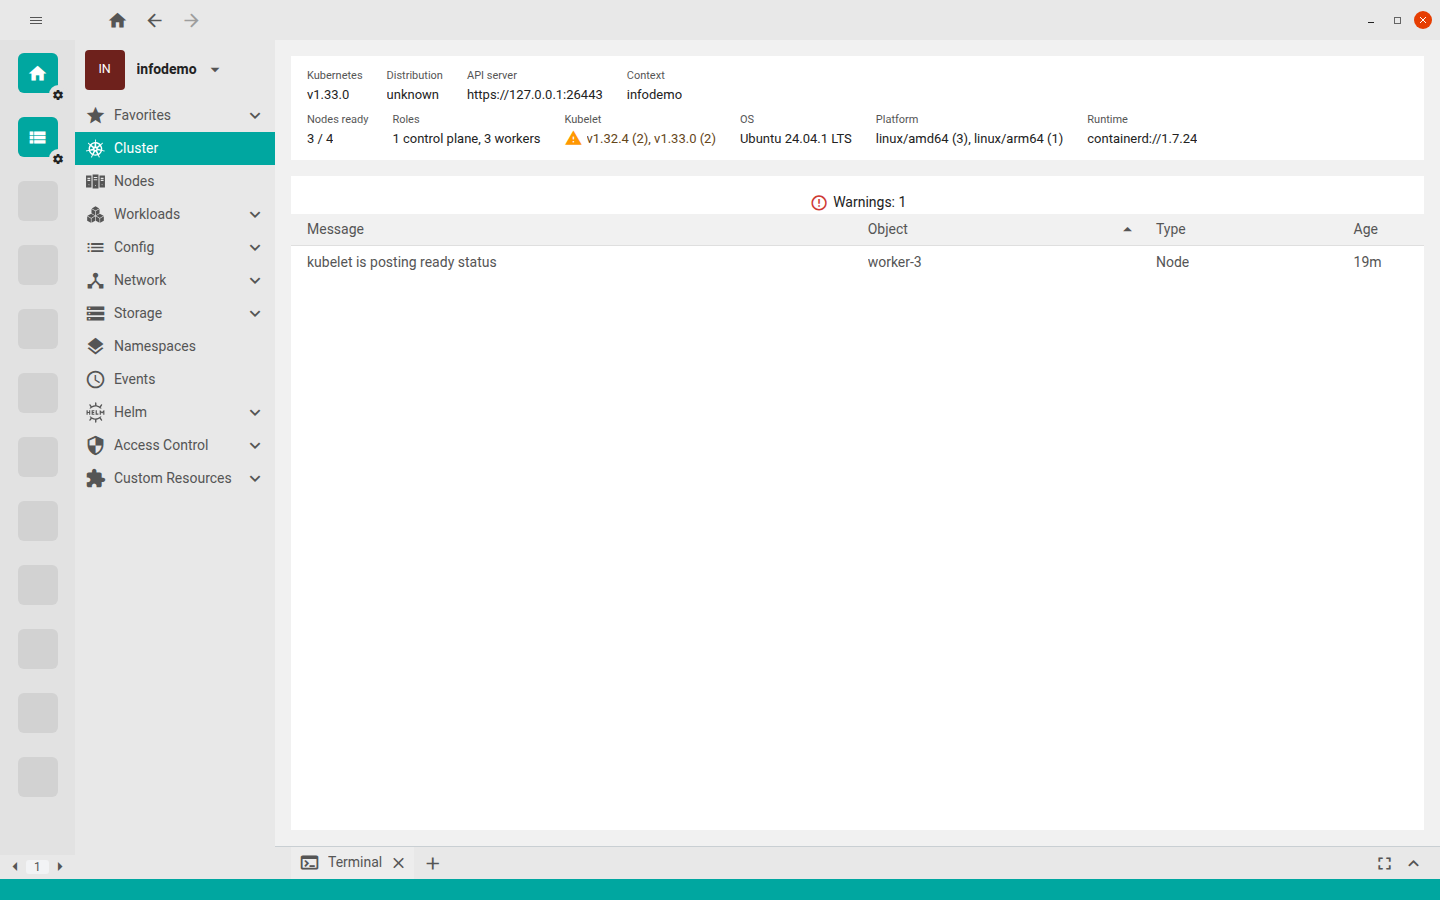 IN
infodemo
Favorites
Cluster
Nodes
Workloads
Config
Network
Storage
Namespaces
Events
HELM
Helm
Access Control
Custom Resources
Kubernetes Distribution API server Context
v1.33.0 unknown https://127.0.0.1:26443 infodemo
Nodes ready Roles Kubelet OS Platform Runtime
3 / 4 1 control plane, 3 workers v1.32.4 (2), v1.33.0 (2) Ubuntu 24.04.1 LTS linux/amd64 (3), linux/arm64 (1) containerd://1.7.24
Warnings: 1
Message Object Type Age
kubelet is posting ready status worker-3 Node 19m
1
Terminal